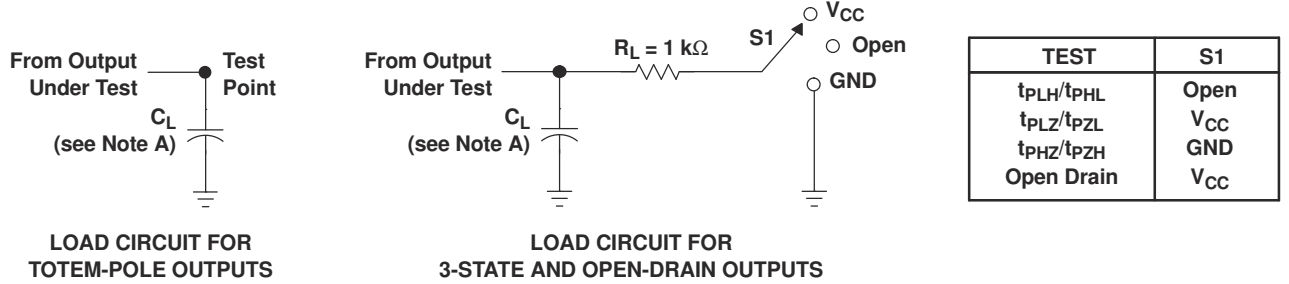 From Output
Under Test
Test
Point
C_L
(see Note A)
LOAD CIRCUIT FOR
TOTEM-POLE OUTPUTS
From Output
Under Test
R_L = 1 kΩ
S1
V_CC
Open
GND
C_L
(see Note A)
LOAD CIRCUIT FOR
3-STATE AND OPEN-DRAIN OUTPUTS
TEST S1
t_PLH/t_PHL Open
t_PLZ/t_PZL V_CC
t_PHZ/t_PZH GND
Open Drain V_CC